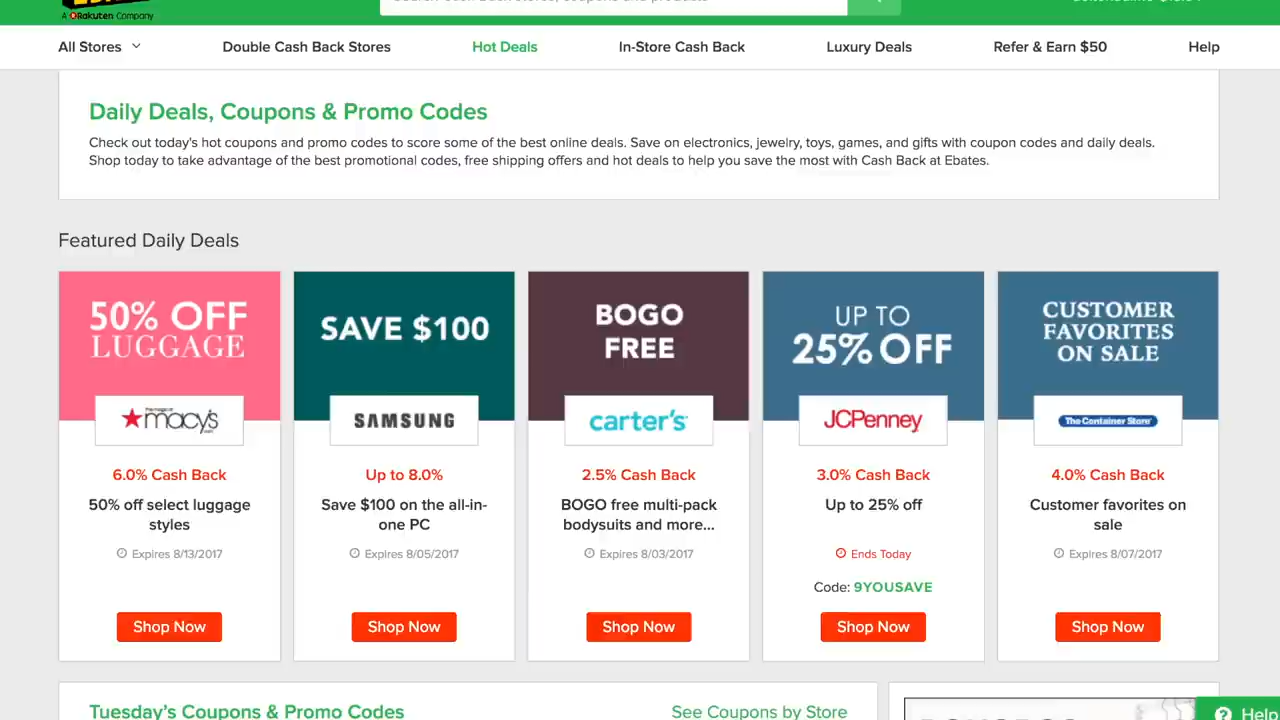 A Rakuten Company
All Stores Double Cash Back Stores Hot Deals In-Store Cash Back Luxury Deals Refer & Earn $50 Help
Daily Deals, Coupons & Promo Codes
Check out today's hot coupons and promo codes to score some of the best online deals. Save on electronics, jewelry, toys, games, and gifts with coupon codes and daily deals.
Shop today to take advantage of the best promotional codes, free shipping offers and hot deals to help you save the most with Cash Back at Ebates.
Featured Daily Deals
50% OFF
LUGGAGE
macy's
6.0% Cash Back
50% off select luggage
styles
Expires 8/13/2017
Shop Now
SAVE $100
SAMSUNG
Up to 8.0%
Save $100 on the all-in-
one PC
Expires 8/05/2017
Shop Now
BOGO
FREE
carter's
2.5% Cash Back
BOGO free multi-pack
bodysuits and more...
Expires 8/03/2017
Shop Now
UP TO
25% OFF
JCPenney
3.0% Cash Back
Up to 25% off
Ends Today
Code: 9YOUSAVE
Shop Now
CUSTOMER
FAVORITES
ON SALE
The Container Store
4.0% Cash Back
Customer favorites on
sale
Expires 8/07/2017
Shop Now
Tuesday's Coupons & Promo Codes See Coupons by Store
Help